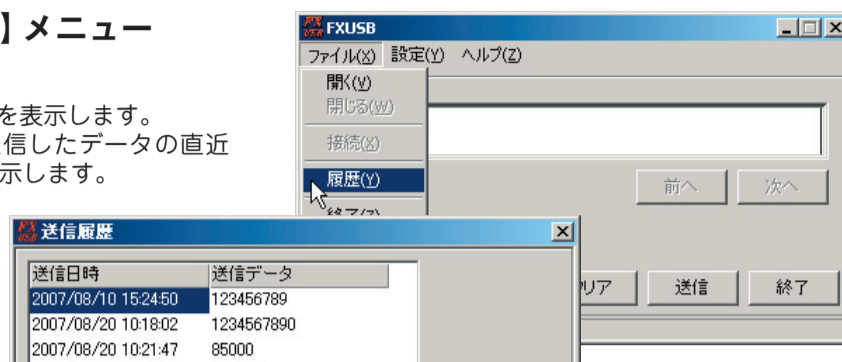 】メニュー
を表示します。
信したデータの直近
示します。
FXUSB
ファイル(X) 設定(Y) ヘルプ(Z)
開く(V)
閉じる(W)
接続(X)
履歴(Y)
終了(Z)
前へ 次へ
リア 送信 終了
送信履歴
送信日時 送信データ
2007/08/10 15:24:50 123456789
2007/08/20 10:18:02 1234567890
2007/08/20 10:21:47 85000